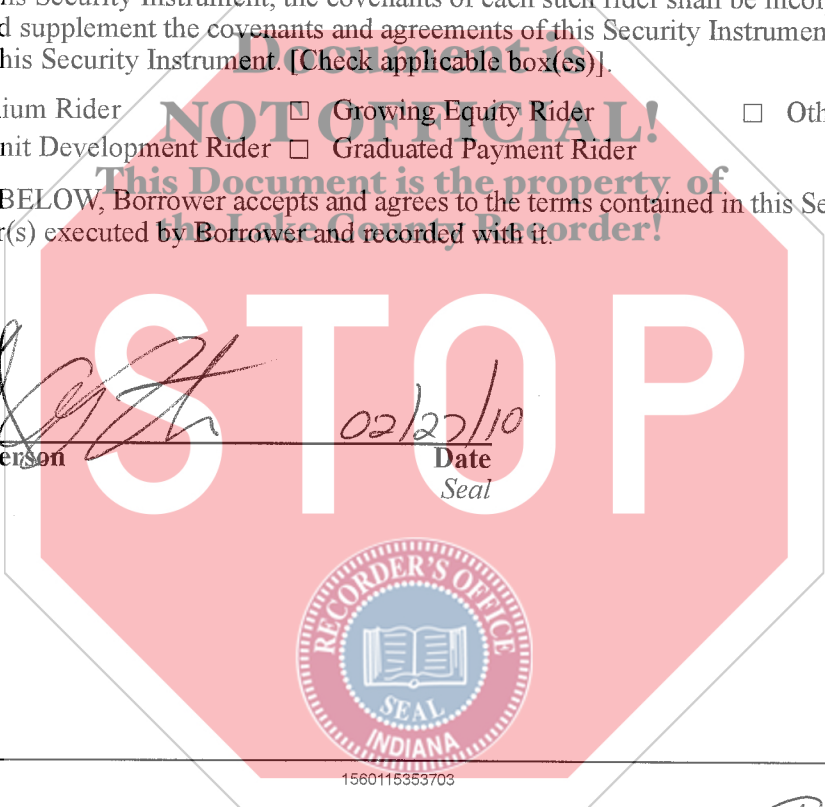 his Security Instrument, the covenants of each such rider shall be incor
d supplement the covenants and agreements of this Security Instrumen
his Security Instrument. [Check applicable box(es)].
Document is
ium Rider ☐ Growing Equity Rider ☐ Oth
NOT OFFICIAL!
nit Development Rider ☐ Graduated Payment Rider
This Document is the property of
BELOW, Borrower accepts and agrees to the terms contained in this Se
r(s) executed by Borrower and recorded with it.
the Lake County Recorder!
STOP
02/27/10
erson Date
Seal
RECORDER'S OFFICE
SEAL
INDIANA
1560115353703